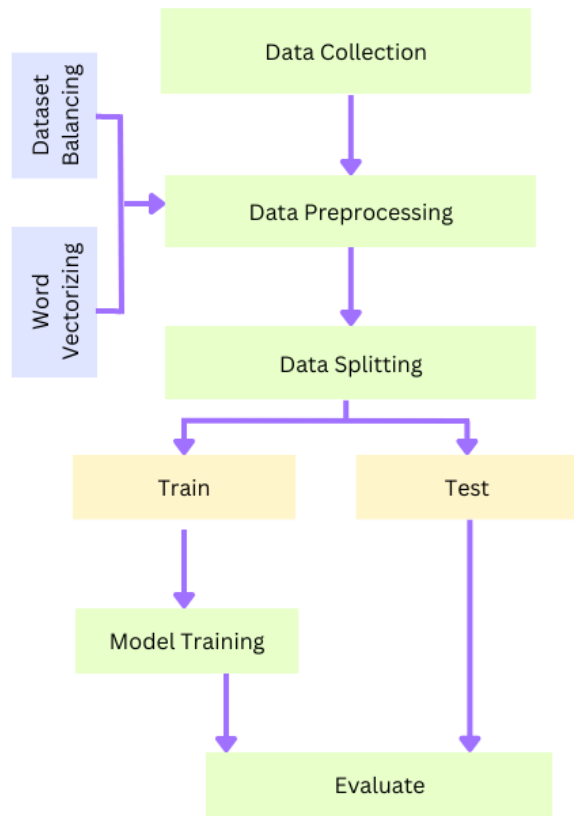 Data Collection
Dataset
Balancing
Data Preprocessing
Word
Vectorizing
Data Splitting
Train
Test
Model Training
Evaluate